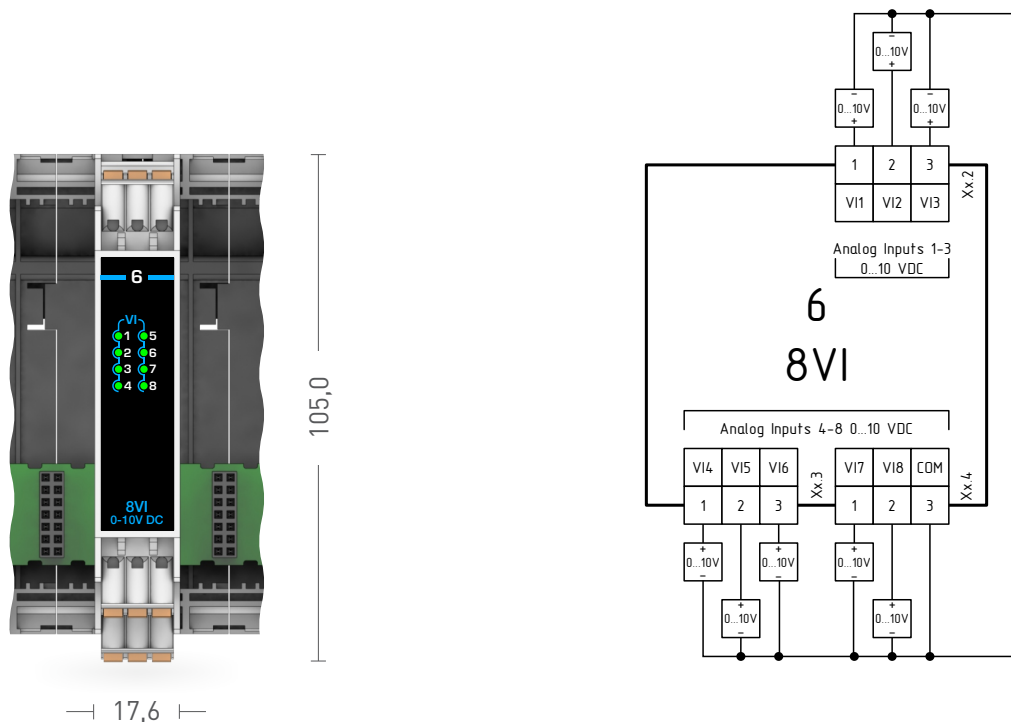 6
VI
1 5
2 6
3 7
4 8
8VI
0-10V DC
105,0
17,6
- 0...10V +
- 0...10V +
- 0...10V +
1 2 3
VI1 VI2 VI3
Xx.2
Analog Inputs 1-3
0...10 VDC
6
8VI
Analog Inputs 4-8 0...10 VDC
VI4 VI5 VI6
1 2 3
Xx.3
VI7 VI8 COM
1 2 3
Xx.4
+ 0...10V -
+ 0...10V -
+ 0...10V -
+ 0...10V -
+ 0...10V -